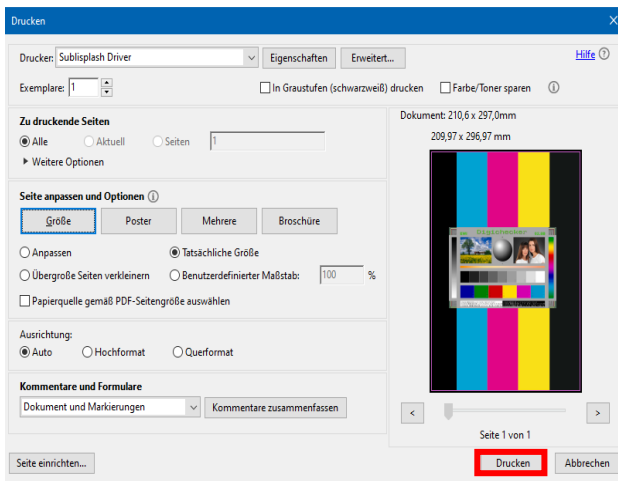 Drucken
Drucker: Sublisplash Driver Eigenschaften Erweitert... Hilfe
Exemplare: 1 In Graustufen (schwarzweiß) drucken Farbe/Toner sparen
Zu druckende Seiten
Alle Aktuell Seiten 1
Weitere Optionen
Seite anpassen und Optionen
Größe Poster Mehrere Broschüre
Anpassen Tatsächliche Größe
Übergroße Seiten verkleinern Benutzerdefinierter Maßstab: 100 %
Papierquelle gemäß PDF-Seitengröße auswählen
Ausrichtung:
Auto Hochformat Querformat
Kommentare und Formulare
Dokument und Markierungen Kommentare zusammenfassen
Dokument: 210,6 x 297,0mm
209,97 x 296,97 mm
Digichecker
< >
Seite 1 von 1
Seite einrichten... Drucken Abbrechen